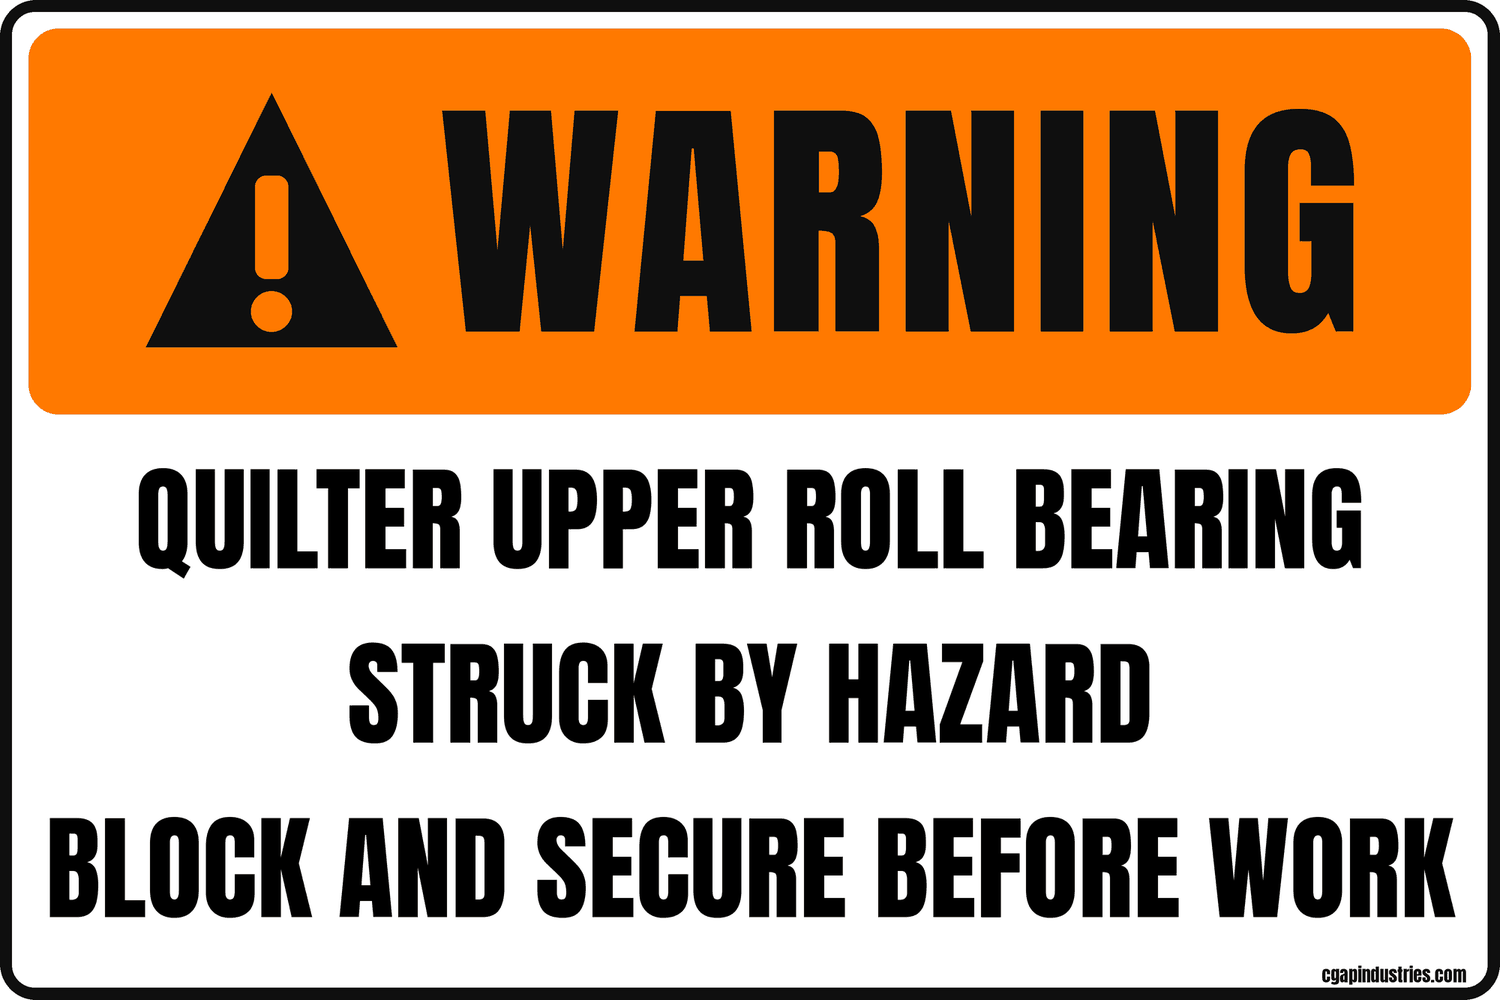 WARNING
QUILTER UPPER ROLL BEARING
STRUCK BY HAZARD
BLOCK AND SECURE BEFORE WORK
cgapindustries.com